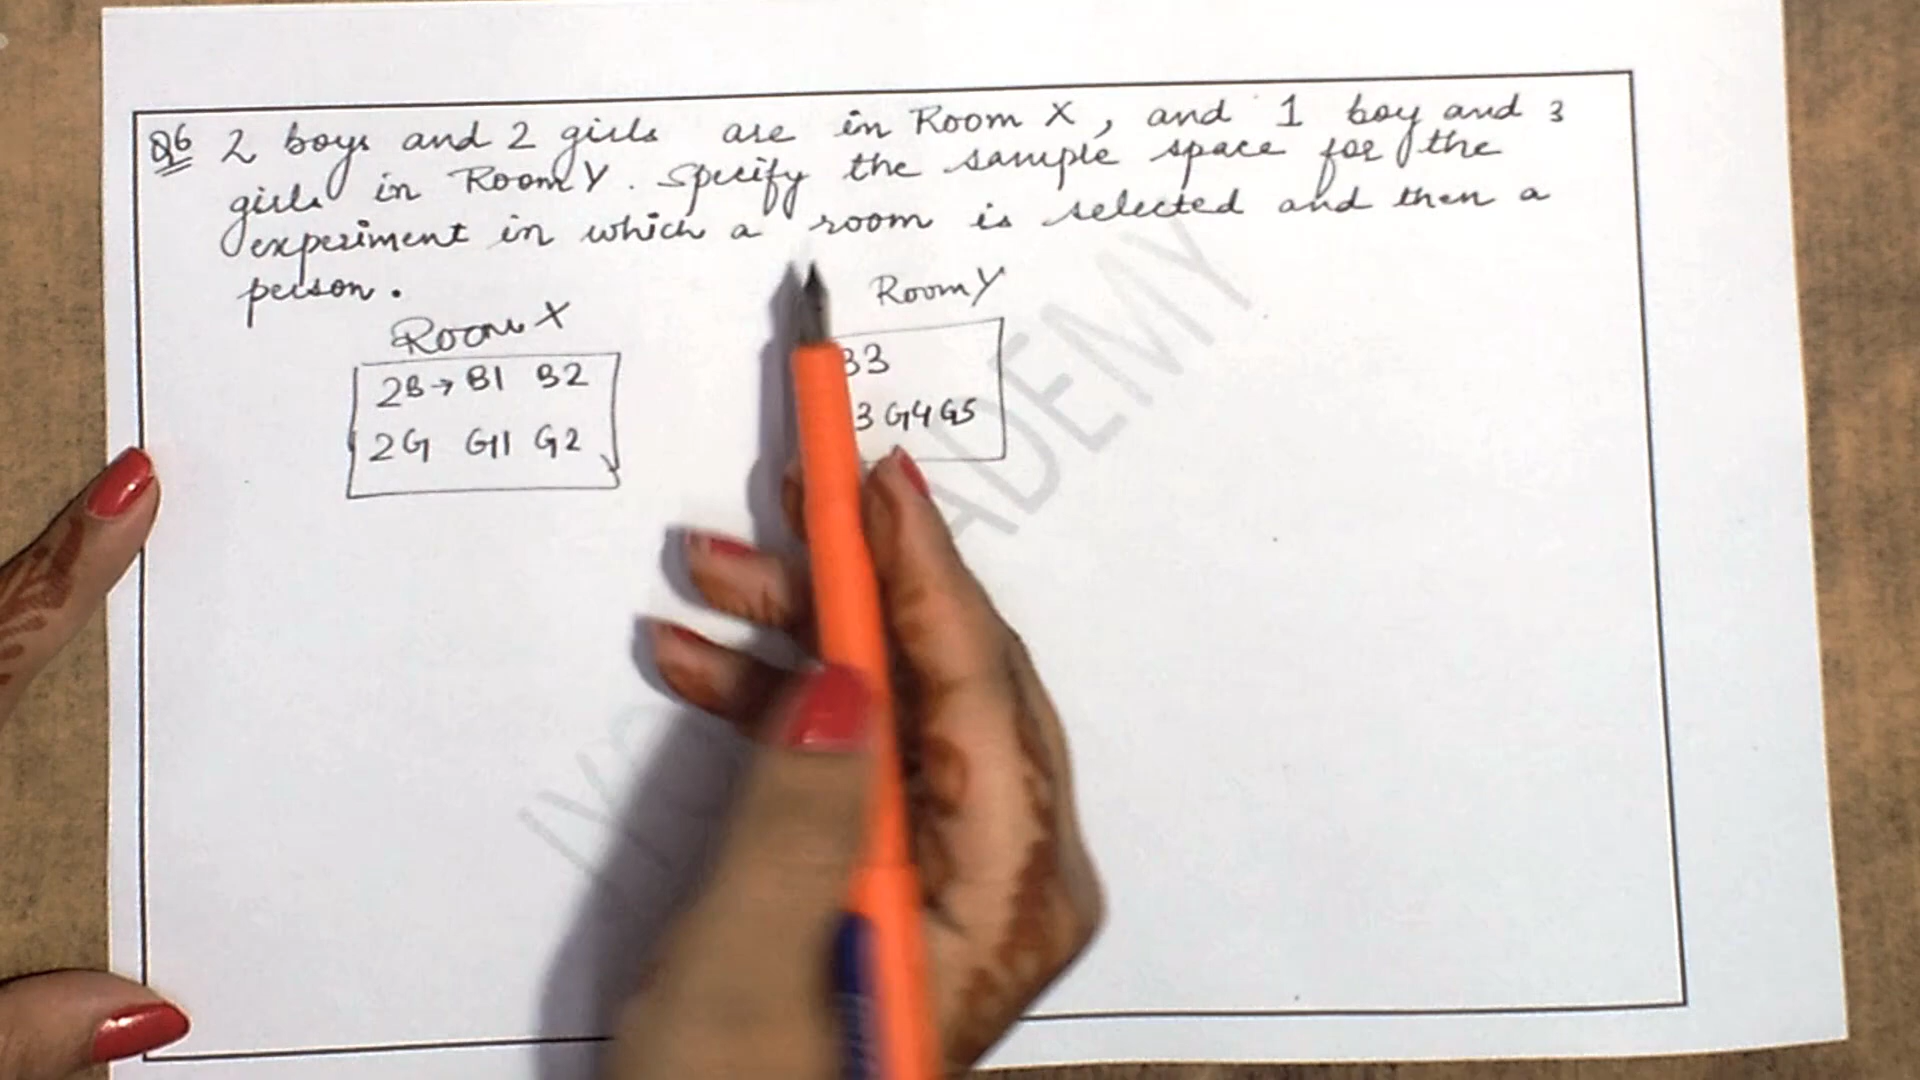 Q6 2 boys and 2 girls are in Room X, and 1 boy and 3
girls in Room Y. Specify the sample space for the
experiment in which a room is selected and then a
person.
Room X
Room Y
2B → B1 B2
2G G1 G2
B3
3 G4 G5
ADEMY